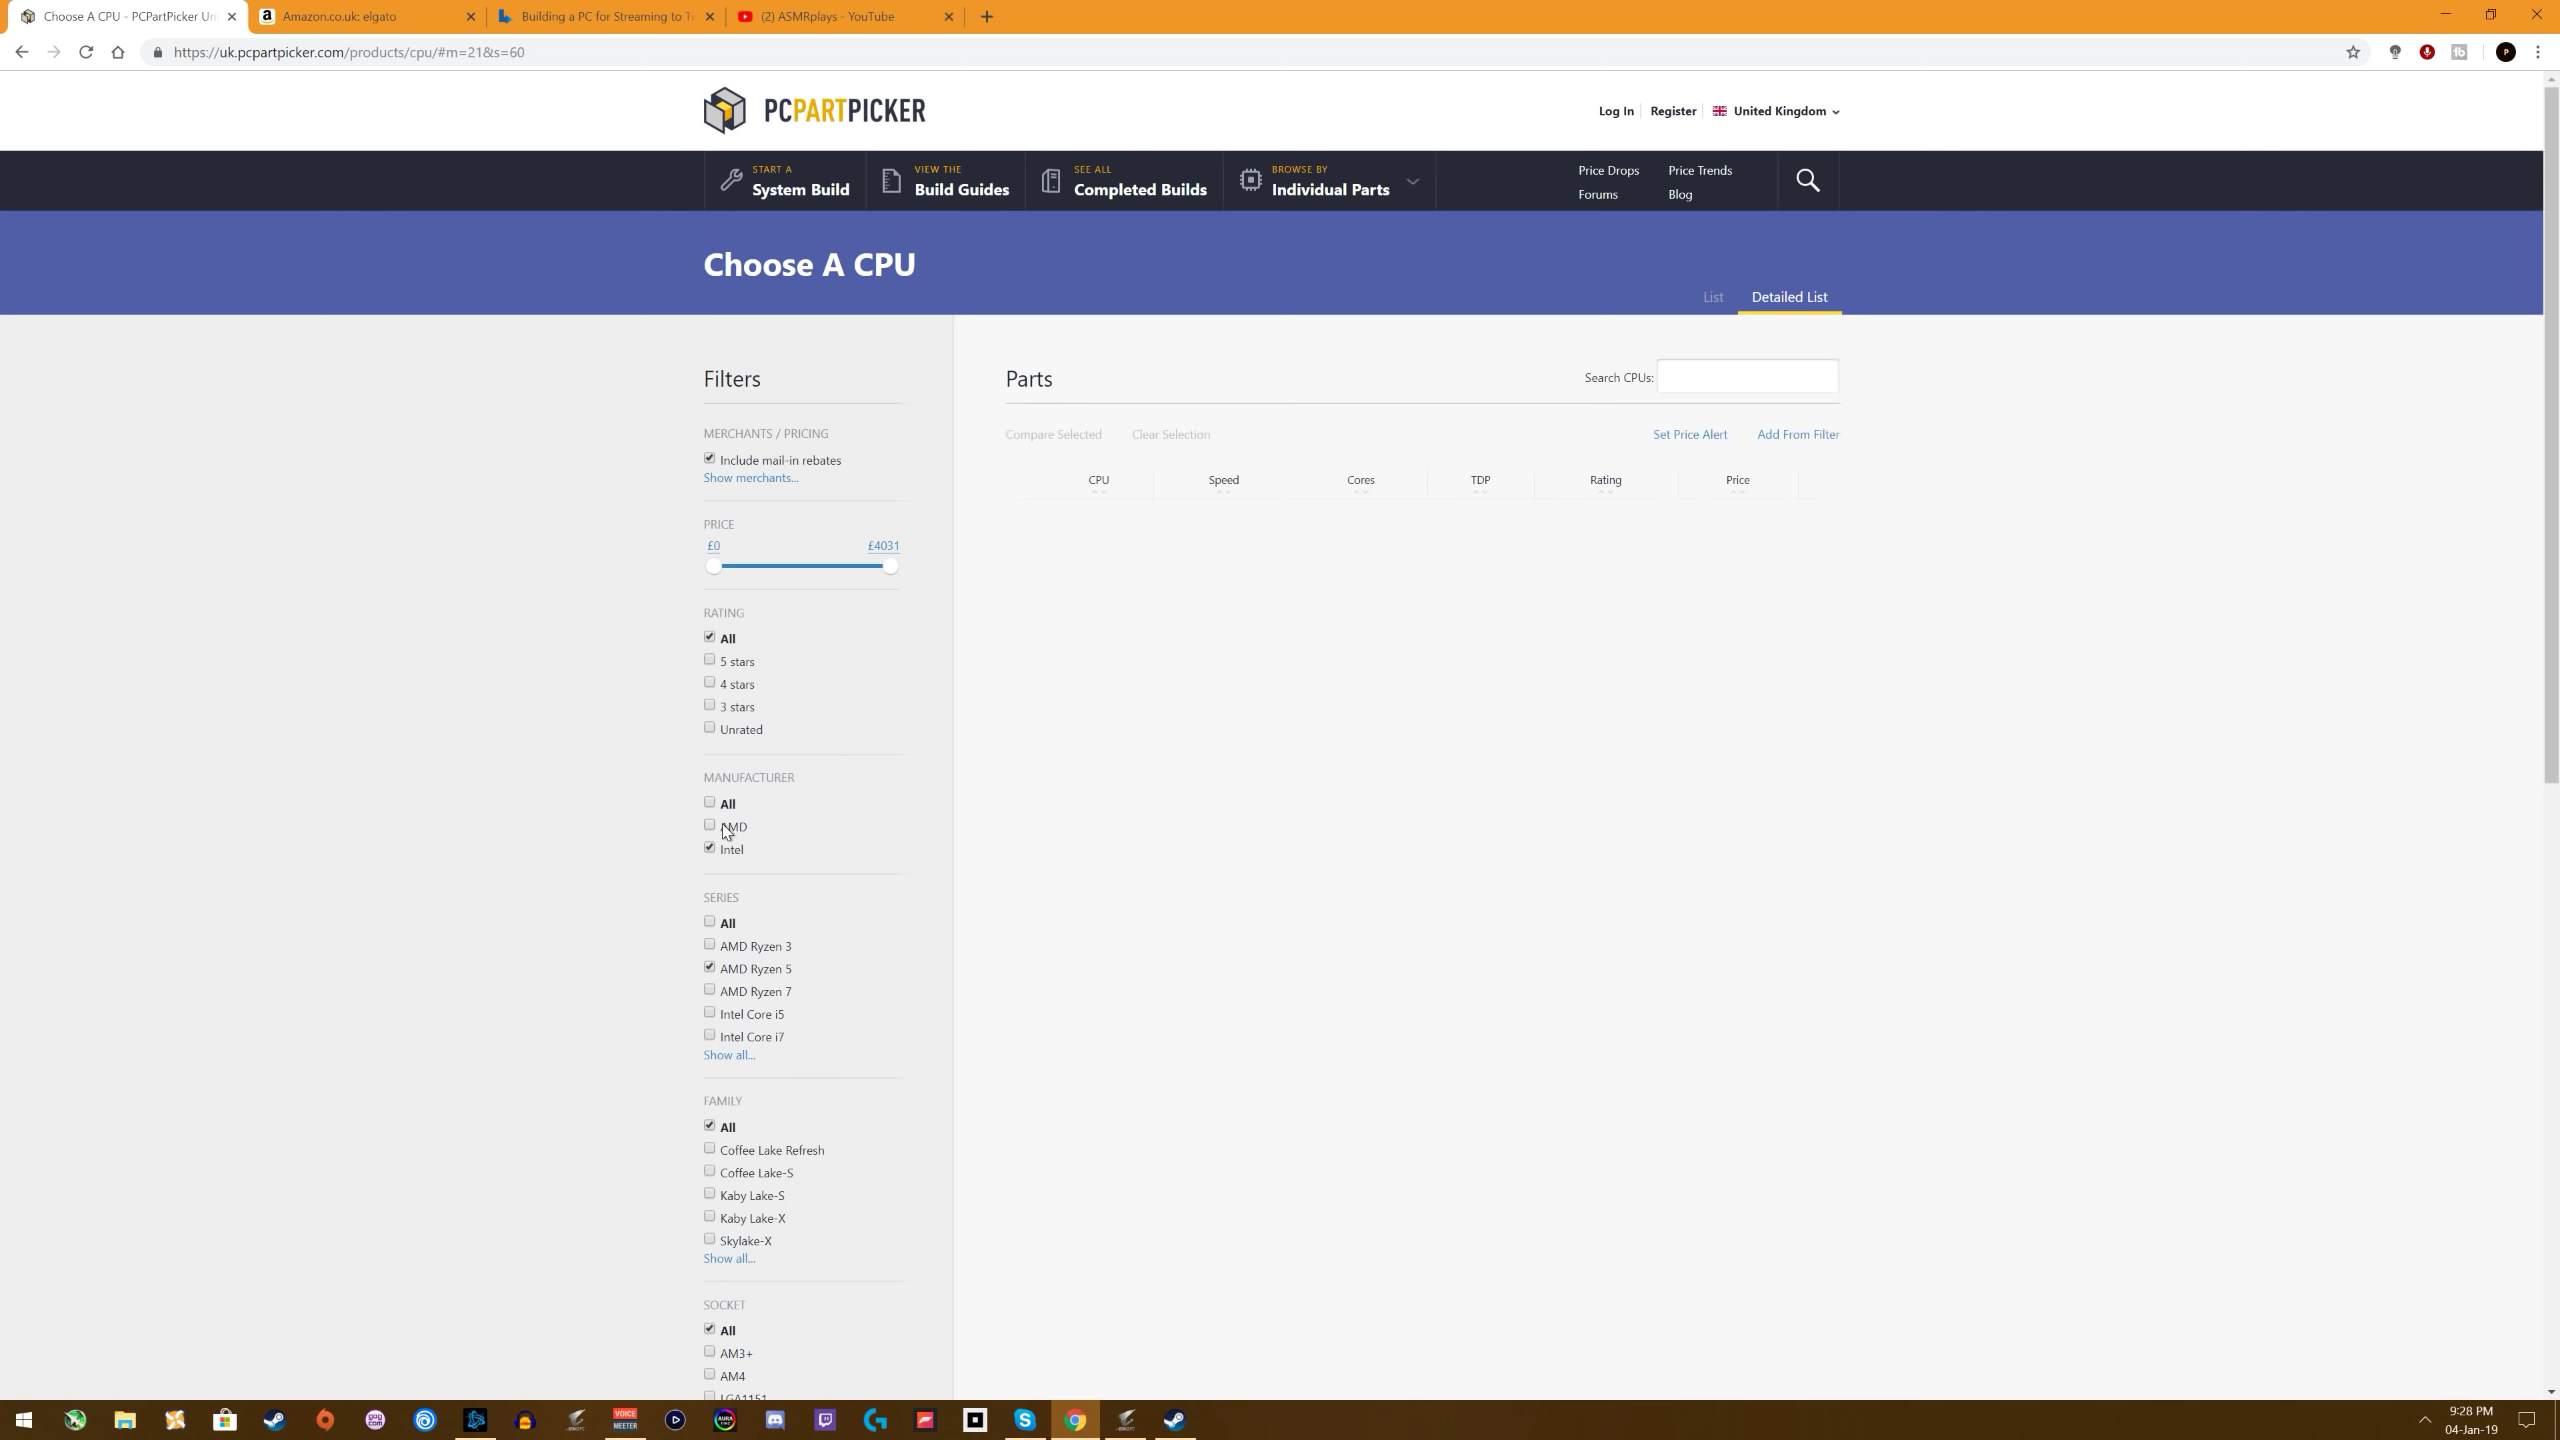 Choose A CPU - PCPartPicker Un
Amazon.co.uk: elgato
Building a PC for Streaming to Tw
(2) ASMRplays - YouTube
https://uk.pcpartpicker.com/products/cpu/#m=21&s=60
PCPARTPICKER
Log In
Register
United Kingdom
START A
System Build
VIEW THE
Build Guides
SEE ALL
Completed Builds
BROWSE BY
Individual Parts
Price Drops
Price Trends
Forums
Blog
Choose A CPU
List
Detailed List
Filters
MERCHANTS / PRICING
Include mail-in rebates
Show merchants...
PRICE
£0
£4031
RATING
All
5 stars
4 stars
3 stars
Unrated
MANUFACTURER
All
AMD
Intel
SERIES
All
AMD Ryzen 3
AMD Ryzen 5
AMD Ryzen 7
Intel Core i5
Intel Core i7
Show all...
FAMILY
All
Coffee Lake Refresh
Coffee Lake-S
Kaby Lake-S
Kaby Lake-X
Skylake-X
Show all...
SOCKET
All
AM3+
AM4
LGA1151
Parts
Search CPUs:
Compare Selected
Clear Selection
Set Price Alert
Add From Filter
CPU
Speed
Cores
TDP
Rating
Price
VOICE
MEETER
9:28 PM
04-Jan-19